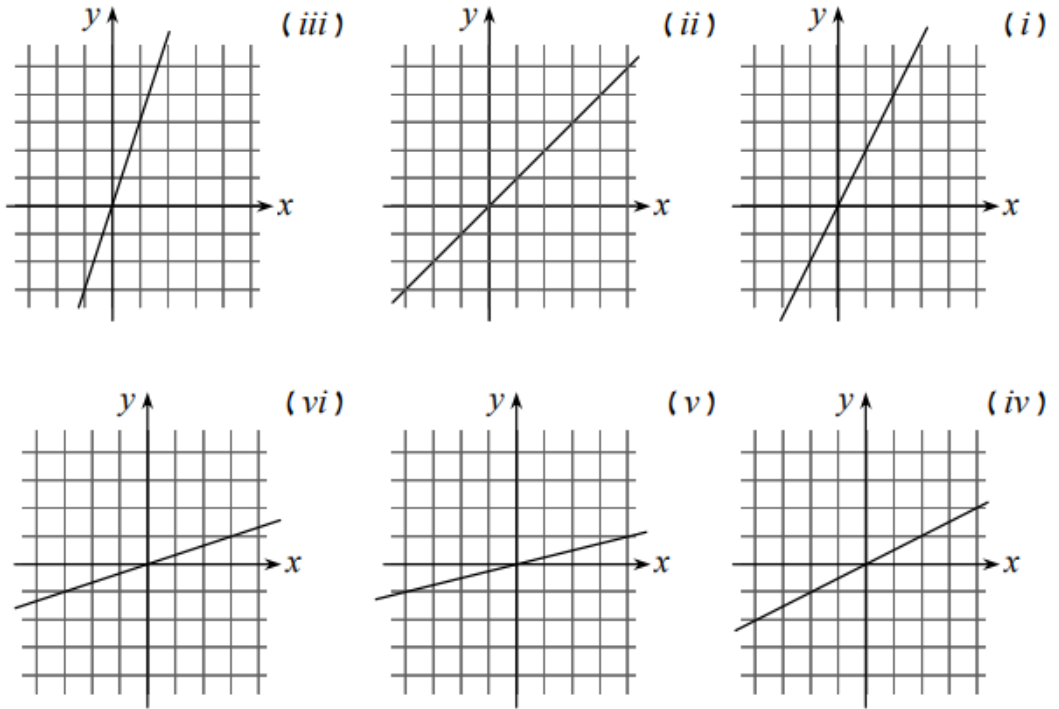 y (iii) y (ii) y (i)
x x x
y (vi) y (v) y (iv)
x x x